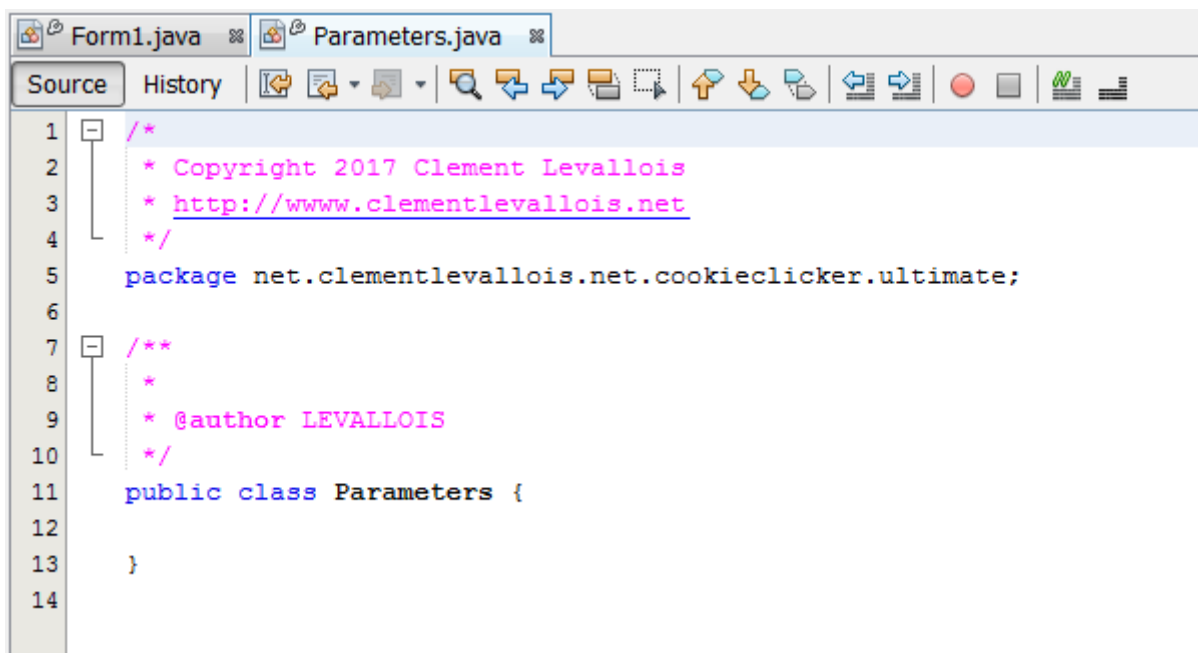 Form1.java Parameters.java
Source History
1 /*
2 * Copyright 2017 Clement Levallois
3 * http://wwww.clementlevallois.net
4 */
5 package net.clementlevallois.net.cookieclicker.ultimate;
6
7 /**
8 *
9 * @author LEVALLOIS
10 */
11 public class Parameters {
12
13 }
14